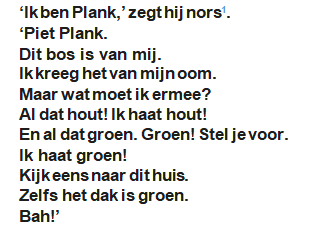 ‘Ik ben Plank,’ zegt hij nors¹.
‘Piet Plank.
Dit bos is van mij.
Ik kreeg het van mijn oom.
Maar wat moet ik ermee?
Al dat hout! Ik haat hout!
En al dat groen. Groen! Stel je voor.
Ik haat groen!
Kijk eens naar dit huis.
Zelfs het dak is groen.
Bah!’